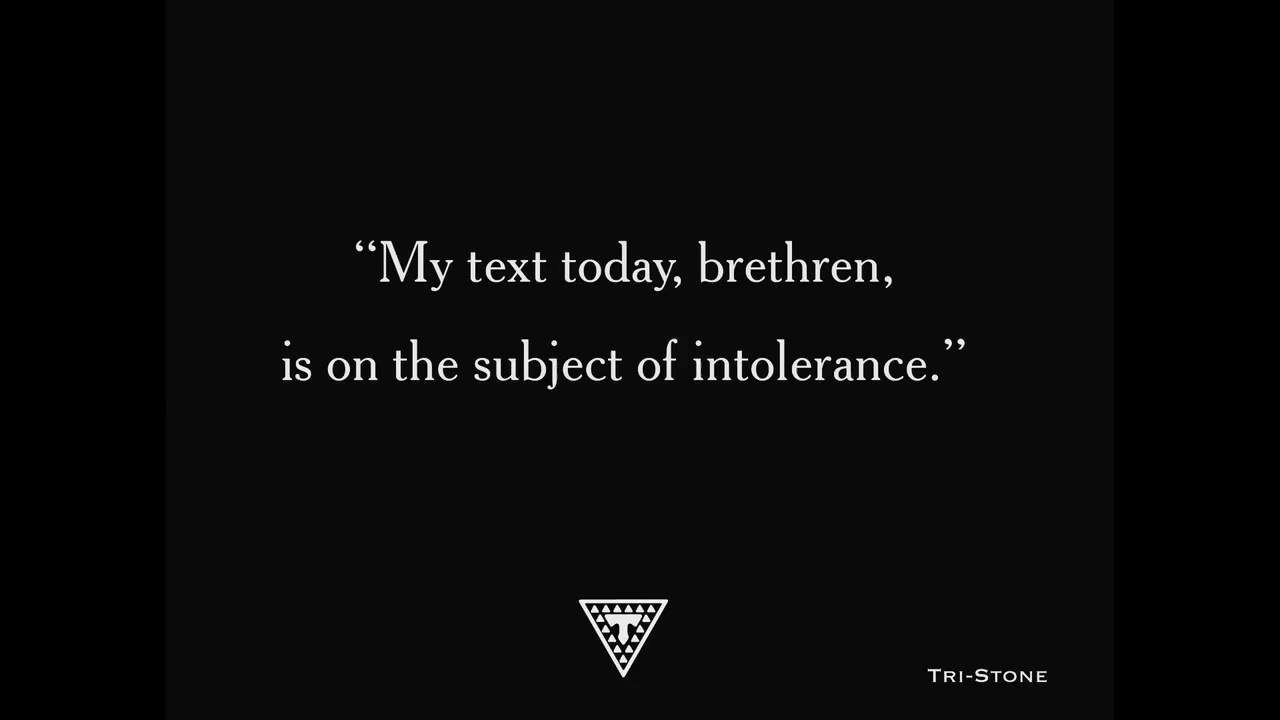 “My text today, brethren,
is on the subject of intolerance.”
T
Tri-Stone